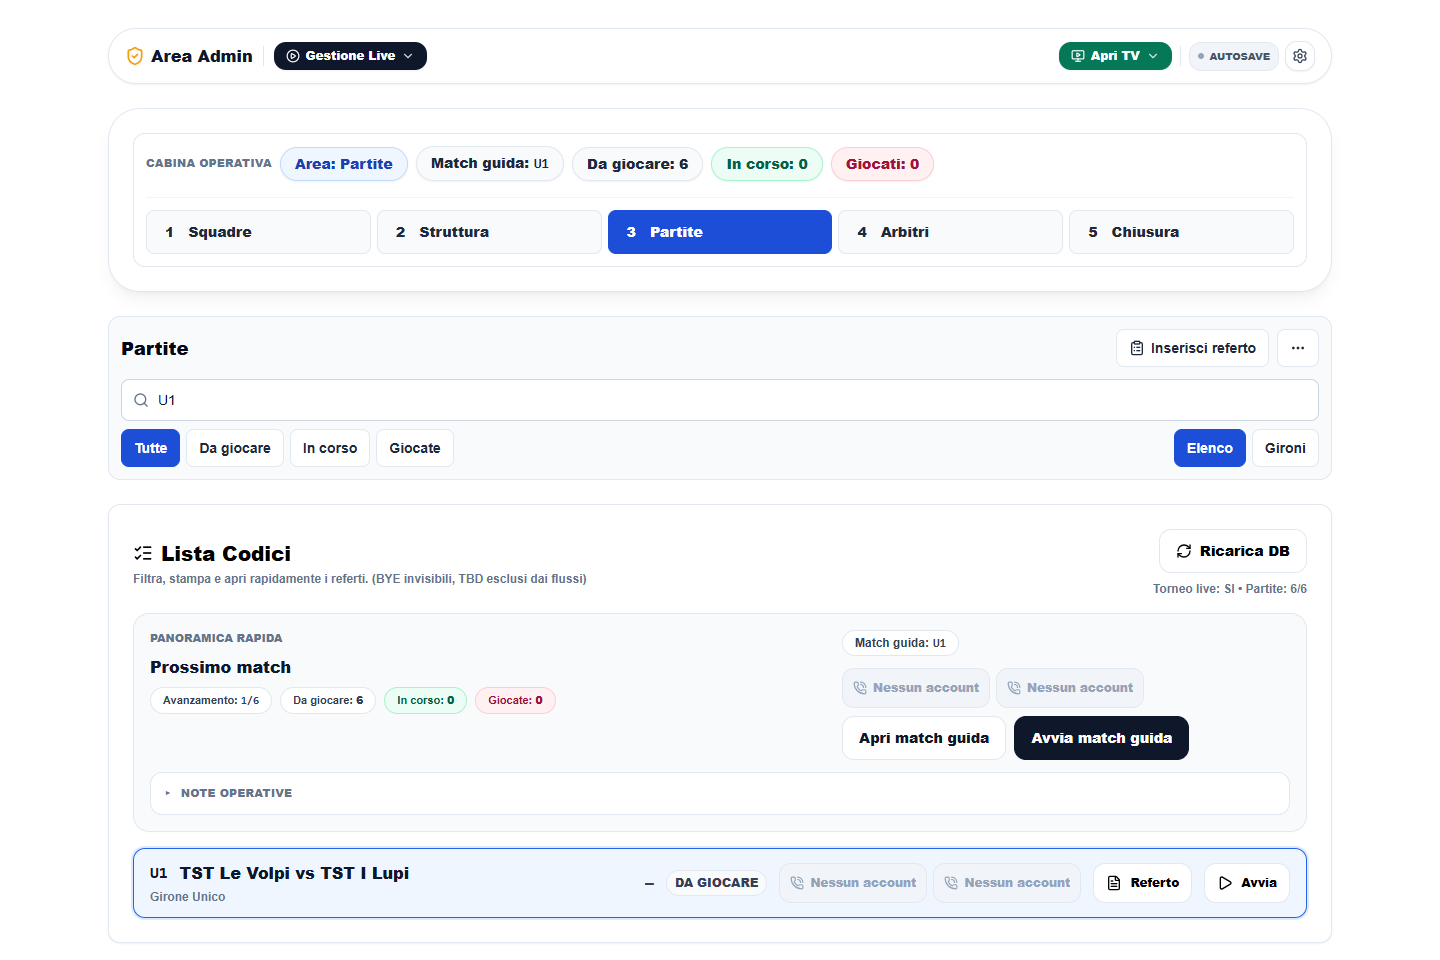 Area Admin Gestione Live Apri TV AUTOSAVE
CABINA OPERATIVA Area: Partite Match guida: U1 Da giocare: 6 In corso: 0 Giocati: 0
1 Squadre 2 Struttura 3 Partite 4 Arbitri 5 Chiusura
Partite Inserisci referto ...
U1
Tutte Da giocare In corso Giocate Elenco Gironi
Lista Codici Ricarica DB
Filtra, stampa e apri rapidamente i referti. (BYE invisibili, TBD esclusi dai flussi) Torneo live: SI • Partite: 6/6
PANORAMICA RAPIDA Match guida: U1
Prossimo match
Avanzamento: 1/6 Da giocare: 6 In corso: 0 Giocate: 0 Nessun account Nessun account
Apri match guida Avvia match guida
NOTE OPERATIVE
U1 TST Le Volpi vs TST I Lupi – DA GIOCARE Nessun account Nessun account Referto Avvia
Girone Unico